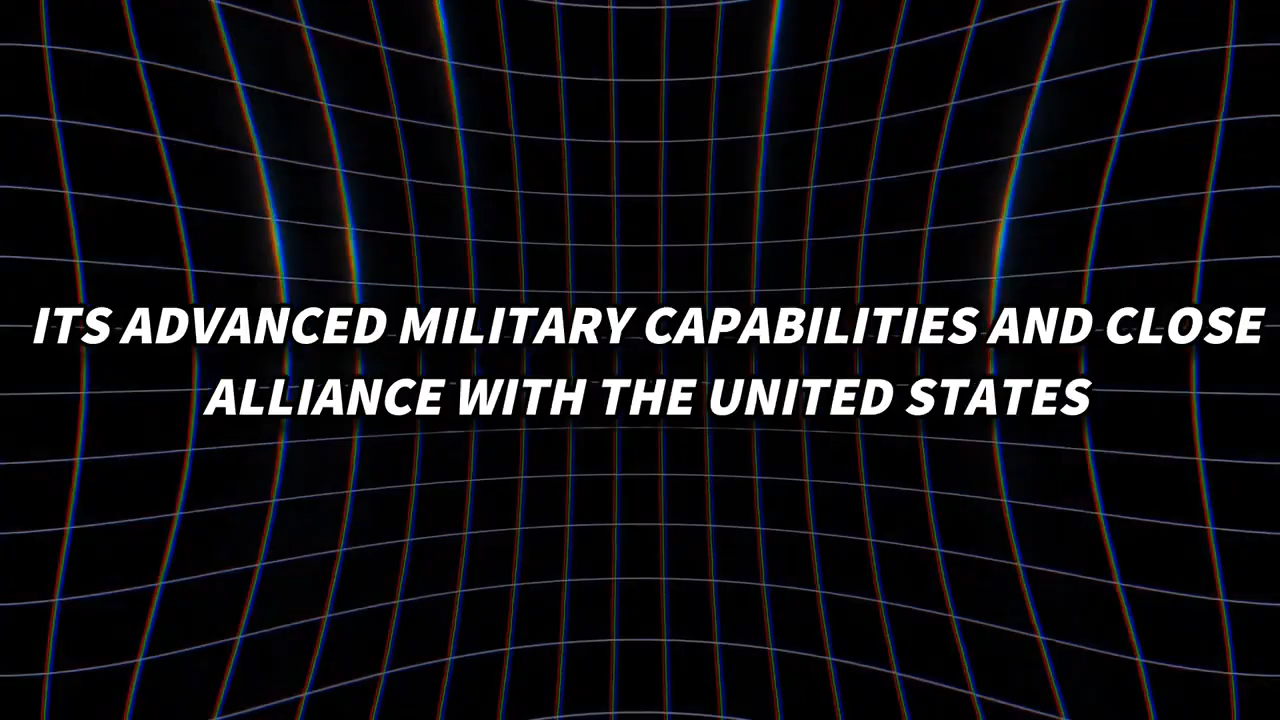 ITS ADVANCED MILITARY CAPABILITIES AND CLOSE
ALLIANCE WITH THE UNITED STATES